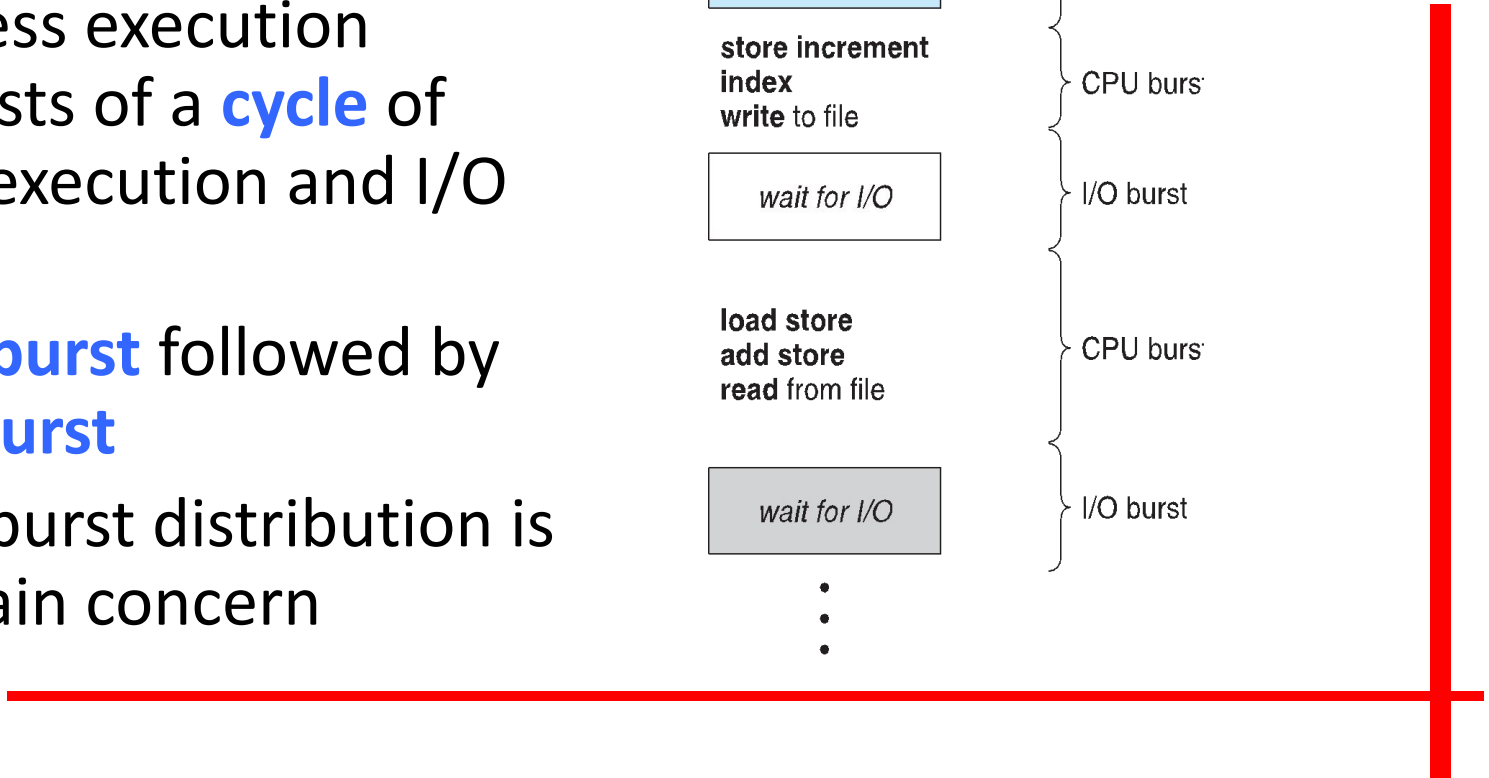 ess execution
sts of a cycle of
execution and I/O
burst followed by
urst
burst distribution is
ain concern
store increment
index
write to file
wait for I/O
load store
add store
read from file
wait for I/O
CPU burs
I/O burst
CPU burs
I/O burst